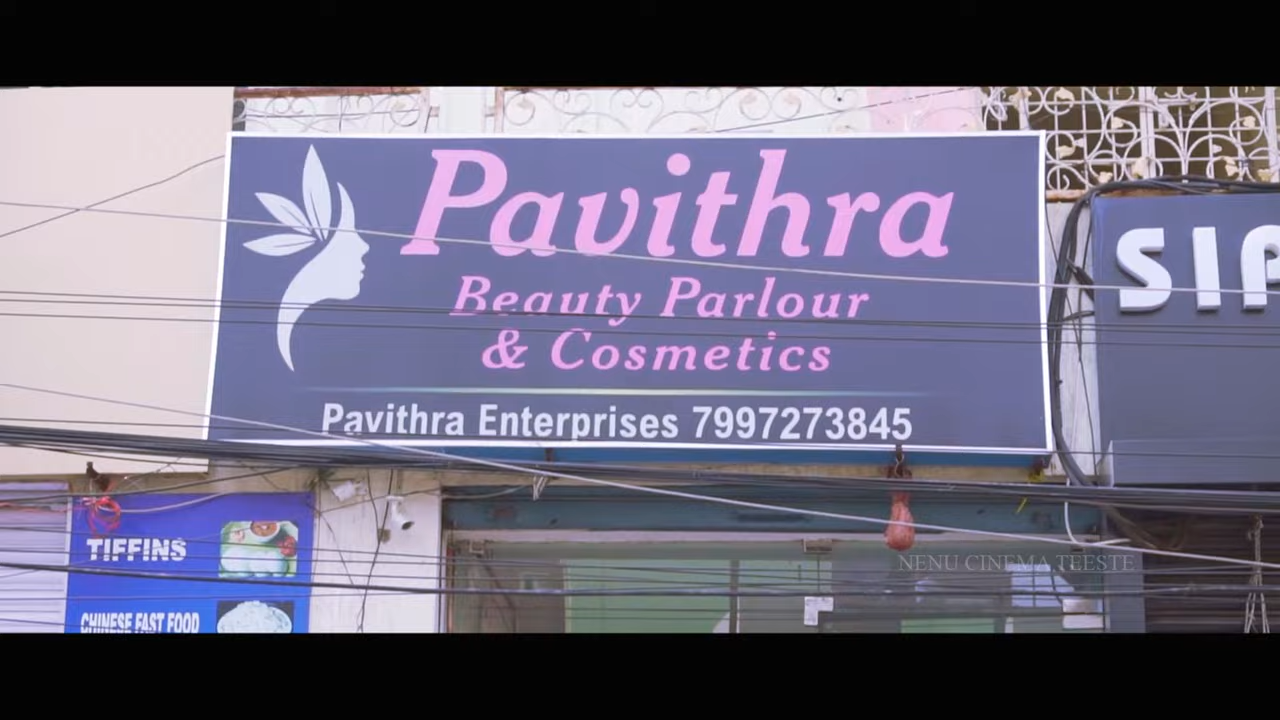 Pavithra
Beauty Parlour
& Cosmetics
Pavithra Enterprises 7997273845
TIFFINS
CHINESE FAST FOOD
NENU CINEMA TEESTE